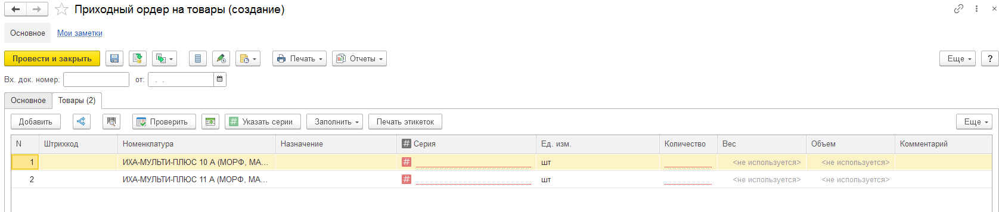 Приходный ордер на товары (создание)
Основное Мои заметки
Провести и закрыть Печать Отчеты Еще ?
Вх. док. номер: от: . .
Основное Товары (2)
Добавить Проверить # Указать серии Заполнить Печать этикеток Еще
N Штрихкод Номенклатура Назначение # Серия Ед. изм. Количество Вес Объем Комментарий
1 ИХА-МУЛЬТИ-ПЛЮС 10 А (МОРФ, МА... # шт <не используется> <не используется>
2 ИХА-МУЛЬТИ-ПЛЮС 11 А (МОРФ, МА... # шт <не используется> <не используется>